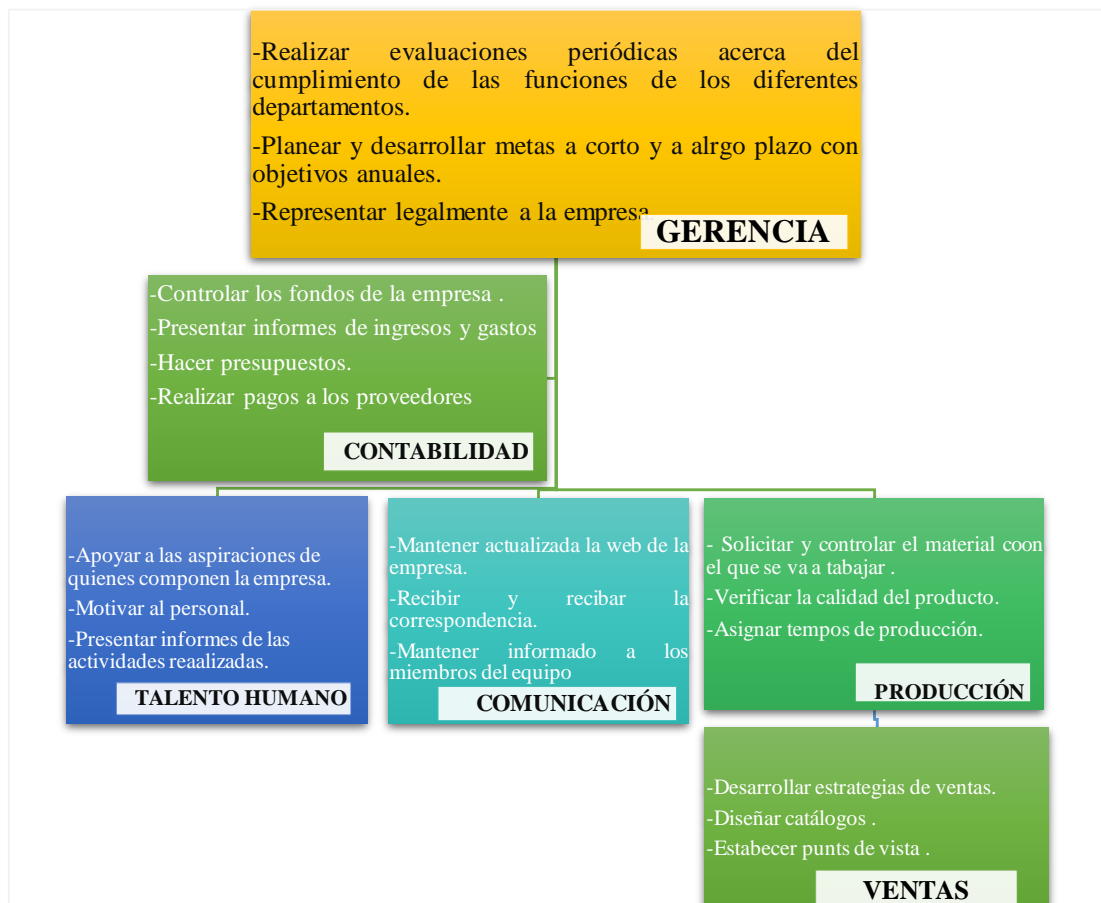 -Realizar evaluaciones periódicas acerca del
cumplimiento de las funciones de los diferentes
departamentos.
-Planear y desarrollar metas a corto y a alrgo plazo con
objetivos anuales.
-Representar legalmente a la empresa.
GERENCIA
-Controlar los fondos de la empresa .
-Presentar informes de ingresos y gastos
-Hacer presupuestos.
-Realizar pagos a los proveedores
CONTABILIDAD
-Apoyar a las aspiraciones de
quienes componen la empresa.
-Motivar al personal.
-Presentar informes de las
actividades reaalizadas.
TALENTO HUMANO
-Mantener actualizada la web de la
empresa.
-Recibir y recibar la
correspondencia.
-Mantener informado a los
miembros del equipo
COMUNICACIÓN
- Solicitar y controlar el material coon
el que se va a tabajar .
-Verificar la calidad del producto.
-Asignar tempos de producción.
PRODUCCIÓN
-Desarrollar estrategias de ventas.
-Diseñar catálogos .
-Estabecer punts de vista .
VENTAS